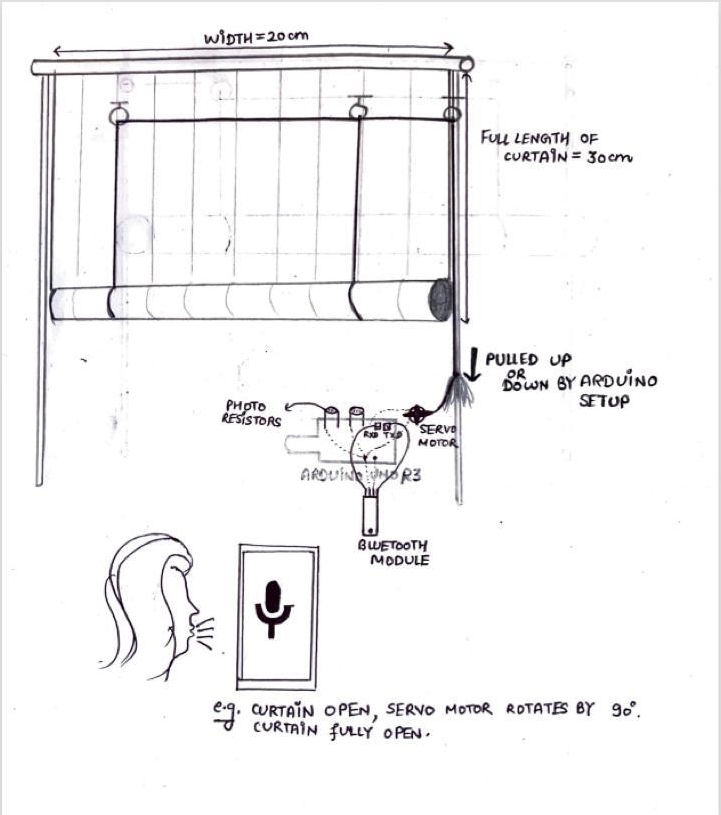 WIDTH = 20cm
FULL LENGTH OF
CURTAIN = 30cm
PULLED UP
OR
DOWN BY ARDUINO
SETUP
PHOTO
RESISTORS
RXD TXD
SERVO
MOTOR
ARDUINO UNO R3
BLUETOOTH
MODULE
e.g. CURTAIN OPEN, SERVO MOTOR ROTATES BY 90°.
CURTAIN FULLY OPEN.